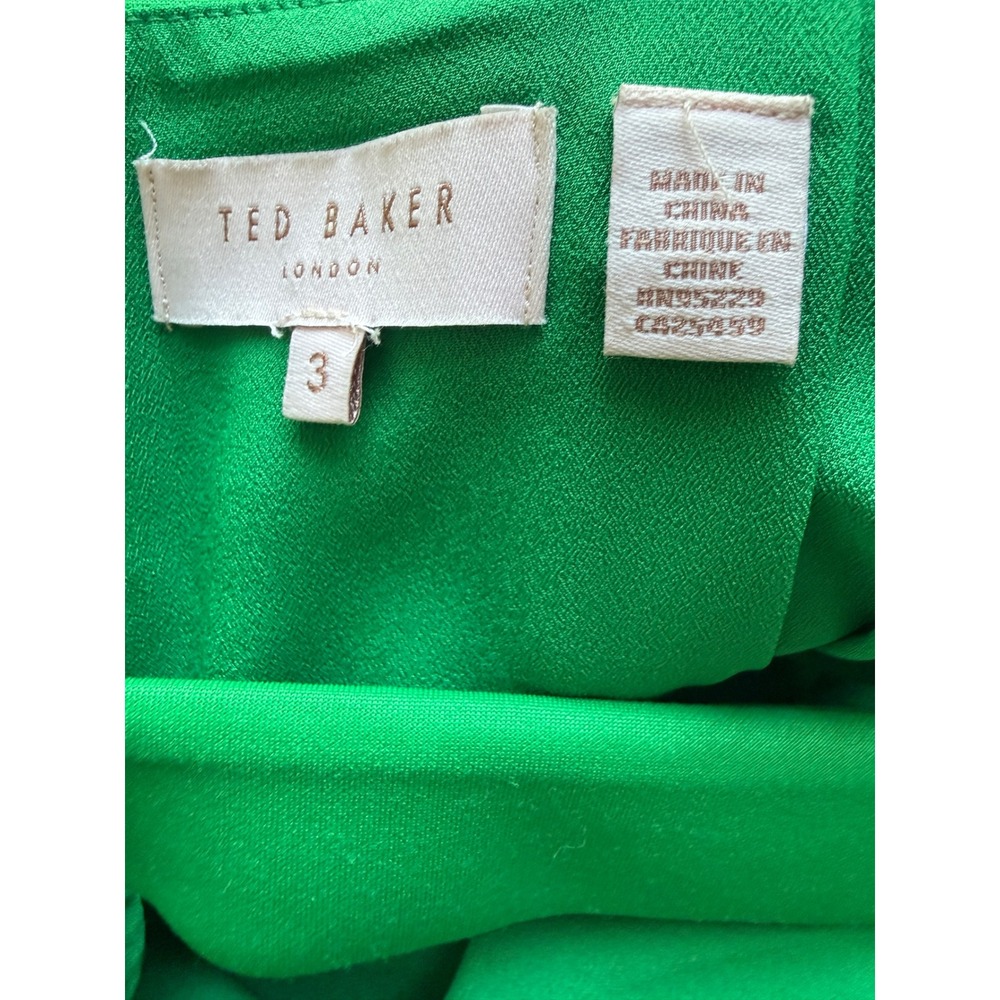 TED BAKER
LONDON
3
MADE IN
CHINA
FABRIQUE EN
CHINE
RN95229
CA25459